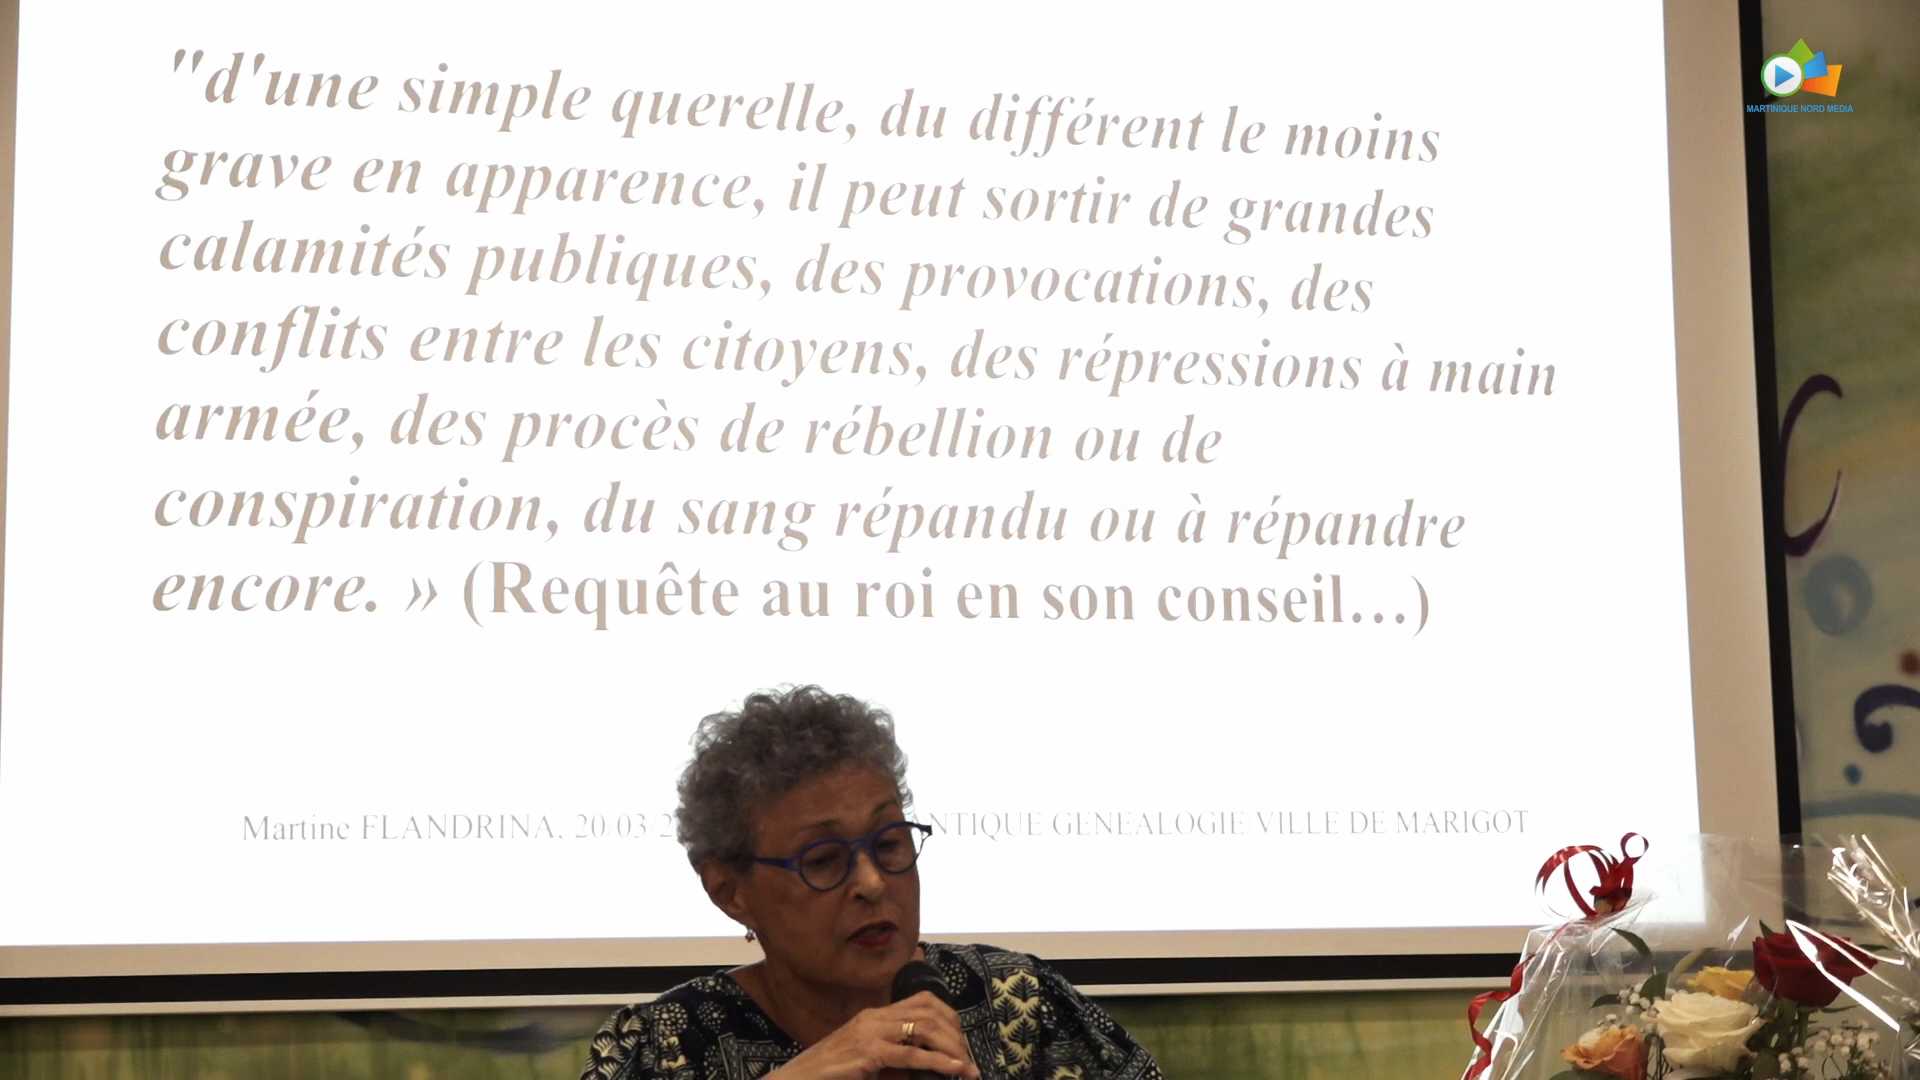 "d'une simple querelle, du différent le moins
grave en apparence, il peut sortir de grandes
calamités publiques, des provocations, des
conflits entre les citoyens, des répressions à main
armée, des procès de rébellion ou de
conspiration, du sang répandu ou à répandre
encore. » (Requête au roi en son conseil…)
Martine FLANDRINA, 20/03/2 NTIQUE GENEALOGIE/VILLE DE MARIGOT
MARTINIQUE NORD MEDIA